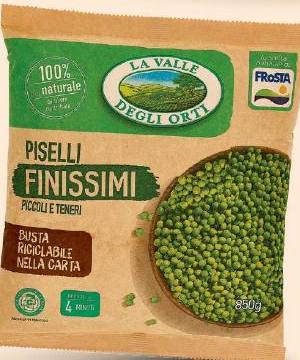 LA VALLE
DEGLI ORTI
100%
naturale
FRoSTA
PISELLI
FINISSIMI
PICCOLI E TENERI
BUSTA
RICICLABILE
NELLA CARTA
4 MINUTI
850g